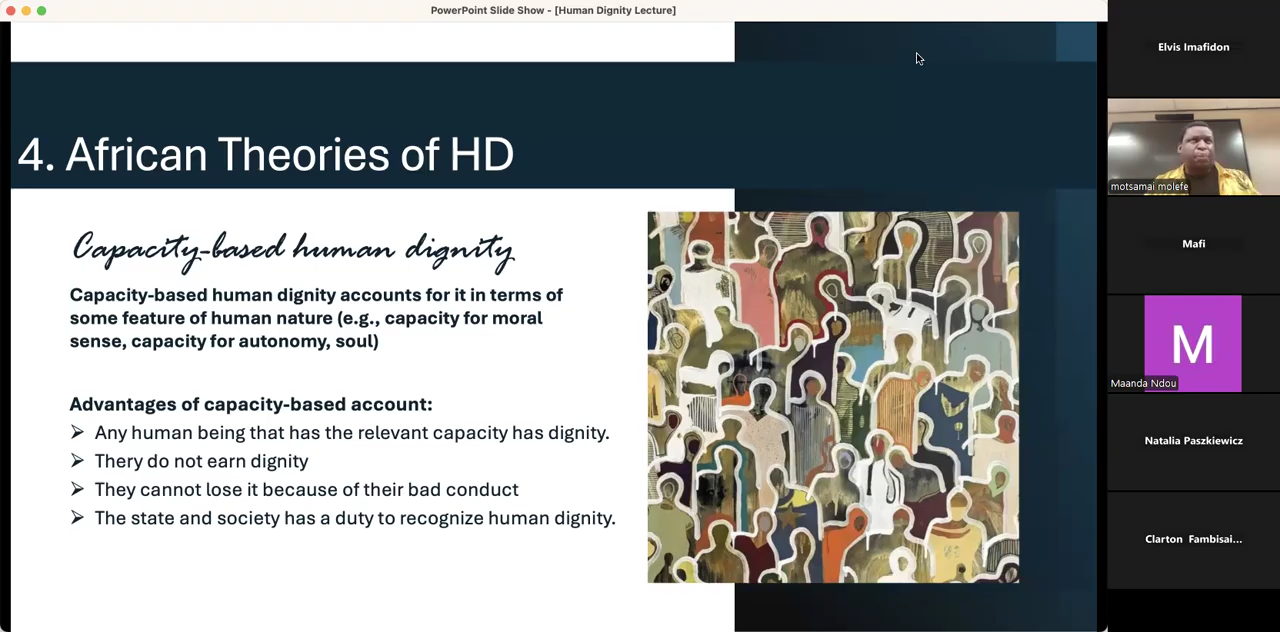 PowerPoint Slide Show - [Human Dignity Lecture]
4. African Theories of HD
Capacity-based human dignity
Capacity-based human dignity accounts for it in terms of
some feature of human nature (e.g., capacity for moral
sense, capacity for autonomy, soul)
Advantages of capacity-based account:
Any human being that has the relevant capacity has dignity.
Thery do not earn dignity
They cannot lose it because of their bad conduct
The state and society has a duty to recognize human dignity.
Elvis Imafidon
motsamai molefe
Mafi
M
Maanda Ndou
Natalia Paszkiewicz
Clarton Fambisai...